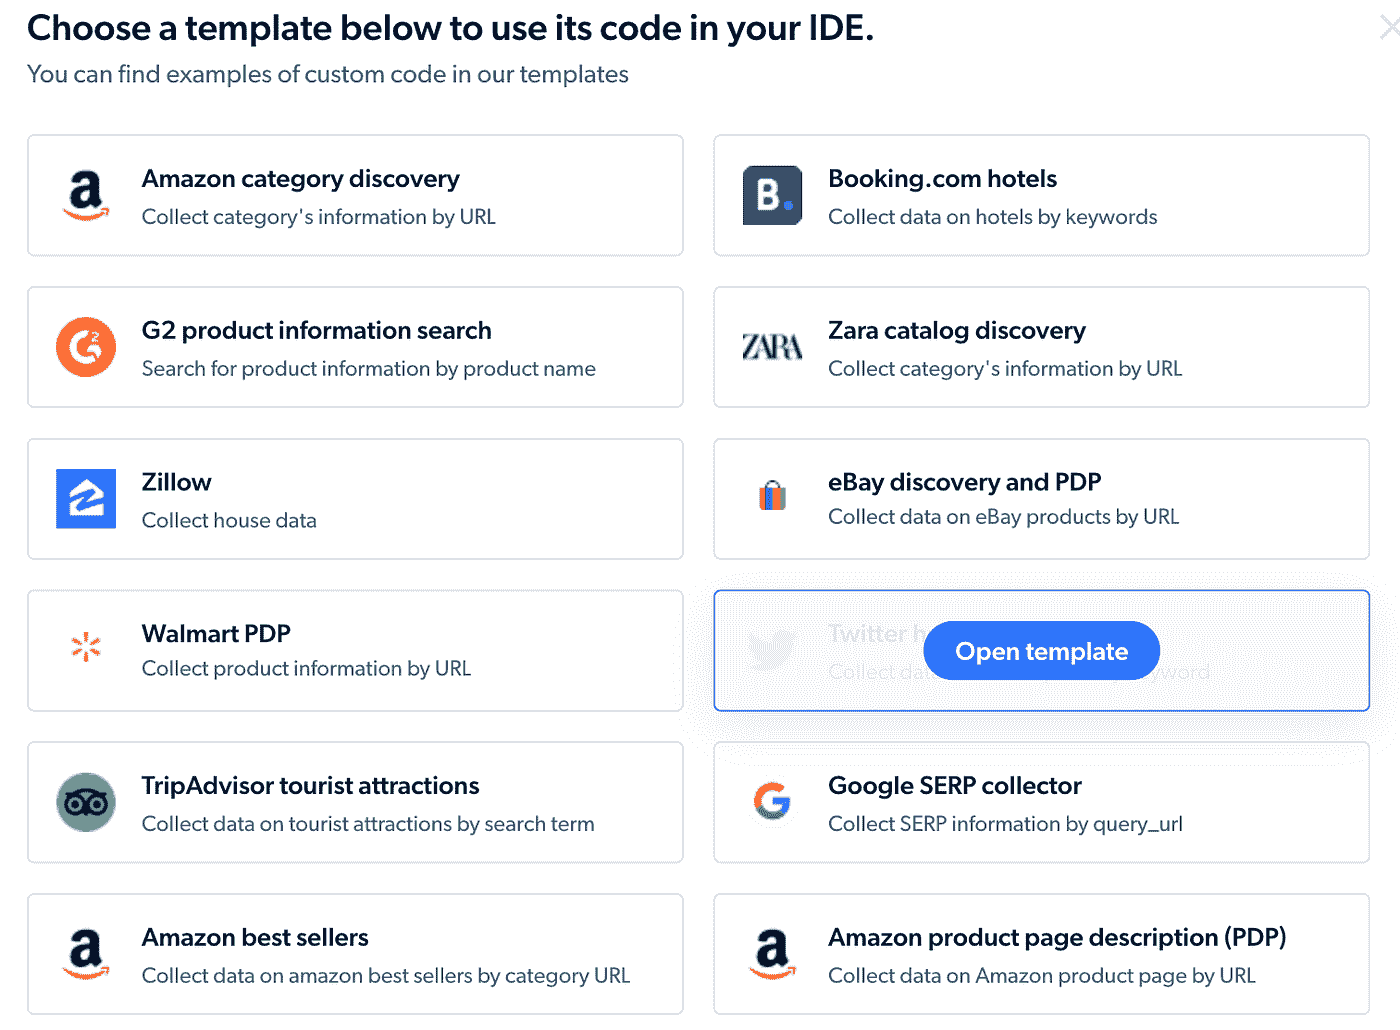 Choose a template below to use its code in your IDE.
You can find examples of custom code in our templates
Amazon category discovery
Collect category's information by URL
Booking.com hotels
Collect data on hotels by keywords
G2 product information search
Search for product information by product name
ZARA
Zara catalog discovery
Collect category's information by URL
Zillow
Collect house data
eBay discovery and PDP
Collect data on eBay products by URL
Walmart PDP
Collect product information by URL
Twitter
Open template
Collect
TripAdvisor tourist attractions
Collect data on tourist attractions by search term
Google SERP collector
Collect SERP information by query_url
Amazon best sellers
Collect data on amazon best sellers by category URL
Amazon product page description (PDP)
Collect data on Amazon product page by URL